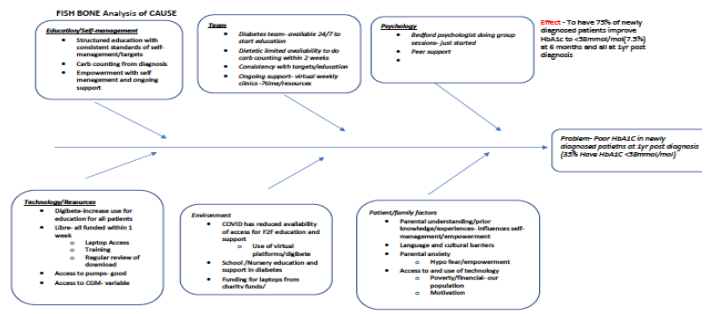 FISH BONE Analysis of CAUSE
Education/Self-management
Structured education with
consistent standards of self-
management/targets
Carb counting from diagnosis
Empowerment with self
management and ongoing
support
Team
Diabetes team- available 24/7 to
start education
Dietetic limited availability to do
carb counting within 2 weeks
Consistency with targets/education
Ongoing support- virtual weekly
clinics -?time/resources
Psychology
Bedford psychologist doing group
sessions- just started
Peer support
Effect - To have 75% of newly
diagnosed patients improve
HbA1c to <58mmol/mol(7.5%)
at 6 months and all at 1yr post
diagnosis
Problem- Poor HbA1C in newly
diagnosed patietns at 1yr post diagnosis
(35% Have HbA1C <58mmol/mol)
Technology/Resources
Digibete-increase use for
education for all patients
Libre- all funded within 1
week
Laptop Access
Training
Regular review of
download
Access to pumps- good
Access to CGM- variable
Environment
COVID has reduced availability
of access for F2F education and
support
Use of virtual
platforms/digibete
School /Nursery education and
support in diabetes
Funding for laptops from
charity funds/
Patient/family factors
Parental understanding/prior
knowledge/experiences- influences self-
management/empowerment
Language and cultural barriers
Parental anxiety
Hypo fear/empowerment
Access to and use of technology
Poverty/financial- our
population
Motivation